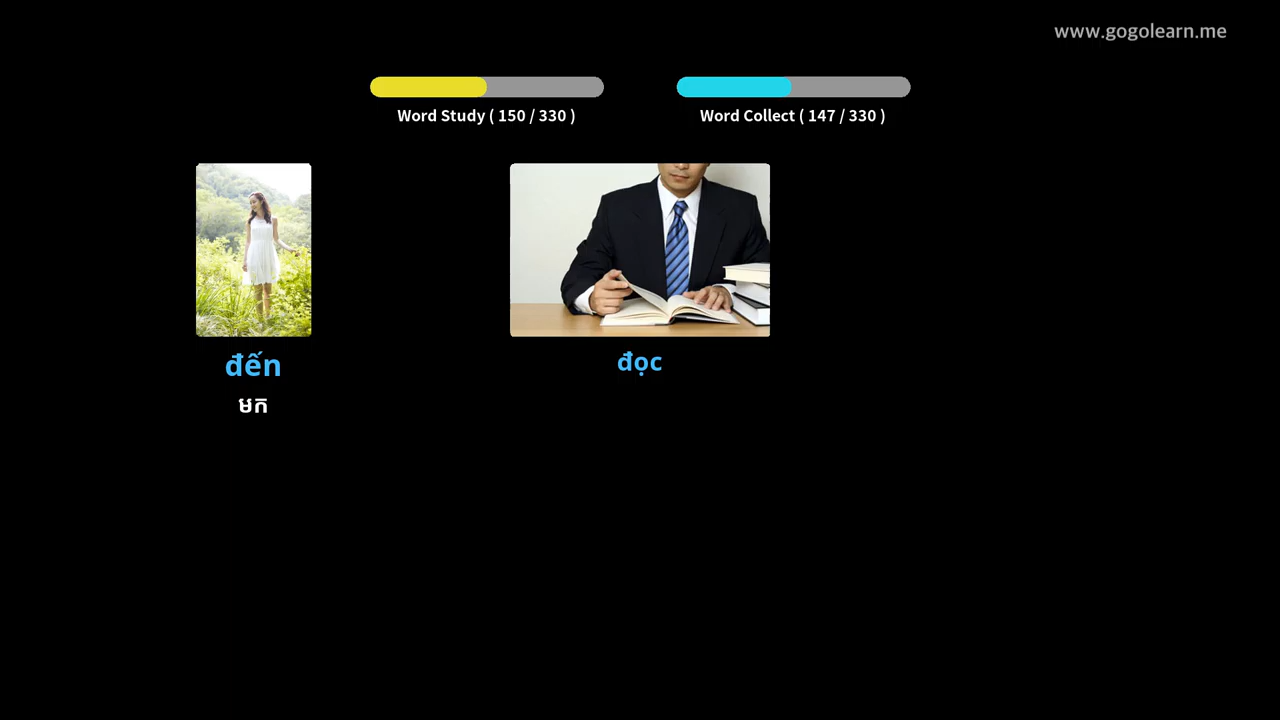 www.gogolearn.me
Word Study ( 150 / 330 )
Word Collect ( 147 / 330 )
đến
មក
đọc